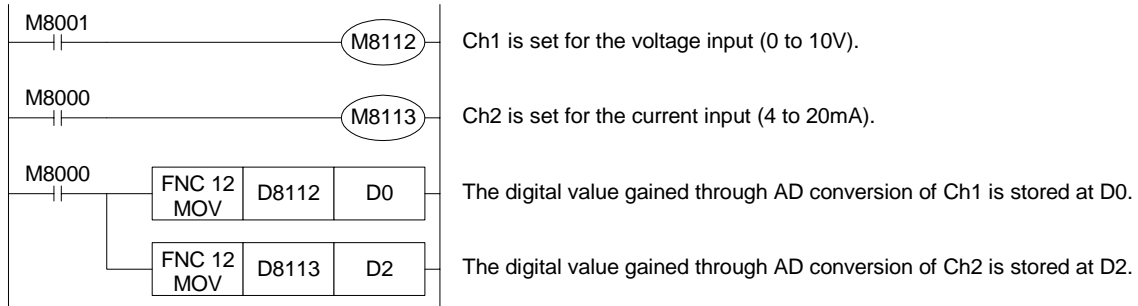 M8001
M8112
Ch1 is set for the voltage input (0 to 10V).
M8000
M8113
Ch2 is set for the current input (4 to 20mA).
M8000
FNC 12
MOV
D8112
D0
The digital value gained through AD conversion of Ch1 is stored at D0.
FNC 12
MOV
D8113
D2
The digital value gained through AD conversion of Ch2 is stored at D2.